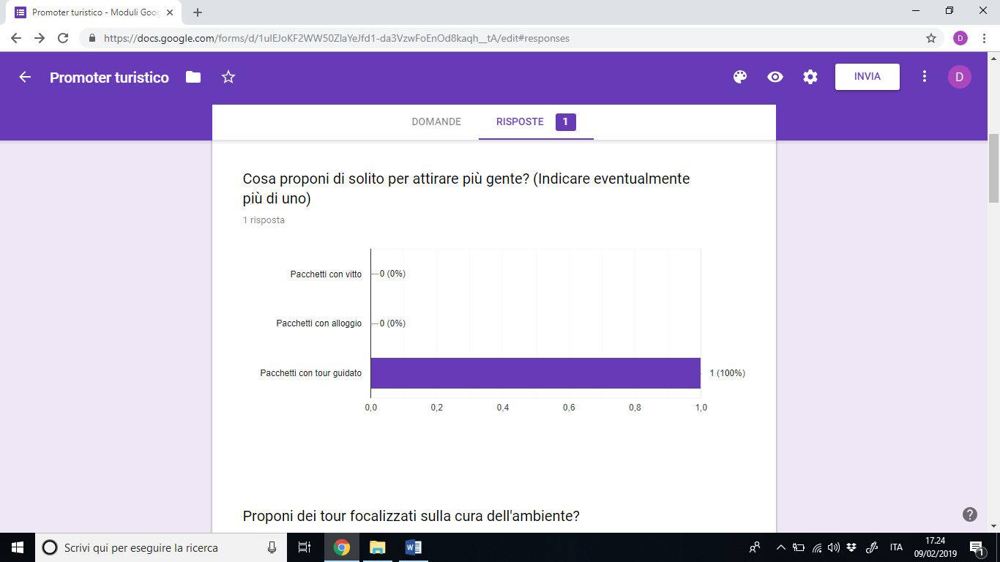 Promoter turistico - Moduli Goog
https://docs.google.com/forms/d/1uIEJoKF2WW50ZIaYeJfd1-da3VzwFoEnOd8kaqh__tA/edit#responses
D
Promoter turistico
INVIA
D
DOMANDE
RISPOSTE
1
Cosa proponi di solito per attirare più gente? (Indicare eventualmente
più di uno)
1 risposta
Pacchetti con vitto
0 (0%)
Pacchetti con alloggio
0 (0%)
Pacchetti con tour guidato
1 (100%)
0,0 0,2 0,4 0,6 0,8 1,0
Proponi dei tour focalizzati sulla cura dell'ambiente?
Scrivi qui per eseguire la ricerca
ITA
17.24
09/02/2019
1